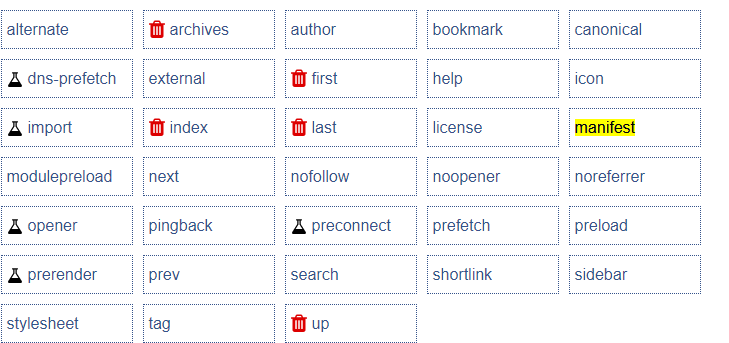 alternate archives author bookmark canonical
dns-prefetch external first help icon
import index last license manifest
modulepreload next nofollow noopener noreferrer
opener pingback preconnect prefetch preload
prerender prev search shortlink sidebar
stylesheet tag up